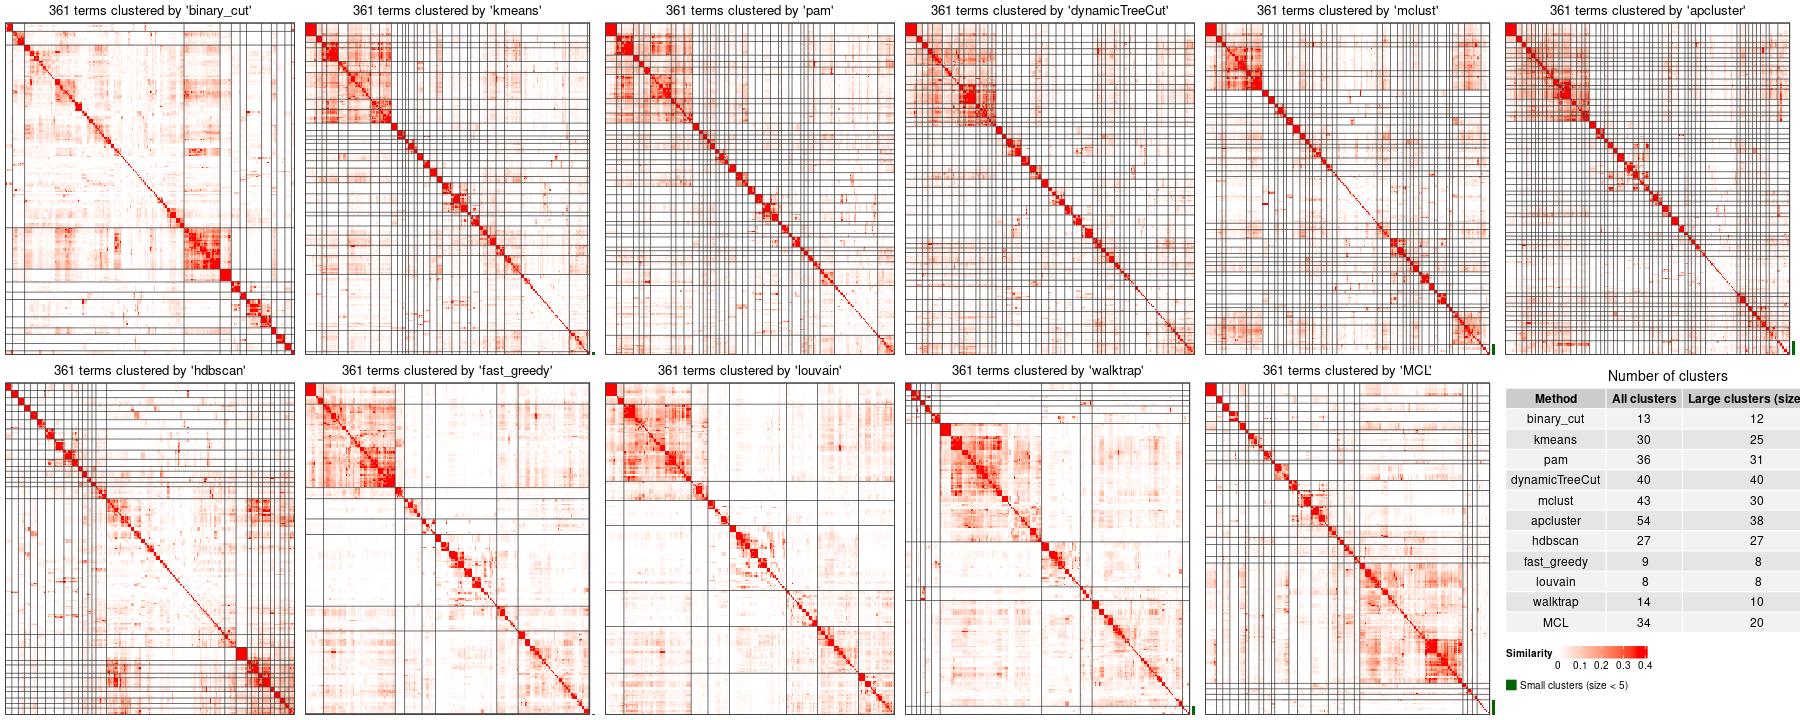 361 terms clustered by 'binary_cut'
361 terms clustered by 'kmeans'
361 terms clustered by 'pam'
361 terms clustered by 'dynamicTreeCut'
361 terms clustered by 'mclust'
361 terms clustered by 'apcluster'
361 terms clustered by 'hdbscan'
361 terms clustered by 'fast_greedy'
361 terms clustered by 'louvain'
361 terms clustered by 'walktrap'
361 terms clustered by 'MCL'
Number of clusters
Method All clusters Large clusters (size
binary_cut 13 12
kmeans 30 25
pam 36 31
dynamicTreeCut 40 40
mclust 43 30
apcluster 54 38
hdbscan 27 27
fast_greedy 9 8
louvain 8 8
walktrap 14 10
MCL 34 20
Similarity
0 0.1 0.2 0.3 0.4
Small clusters (size < 5)